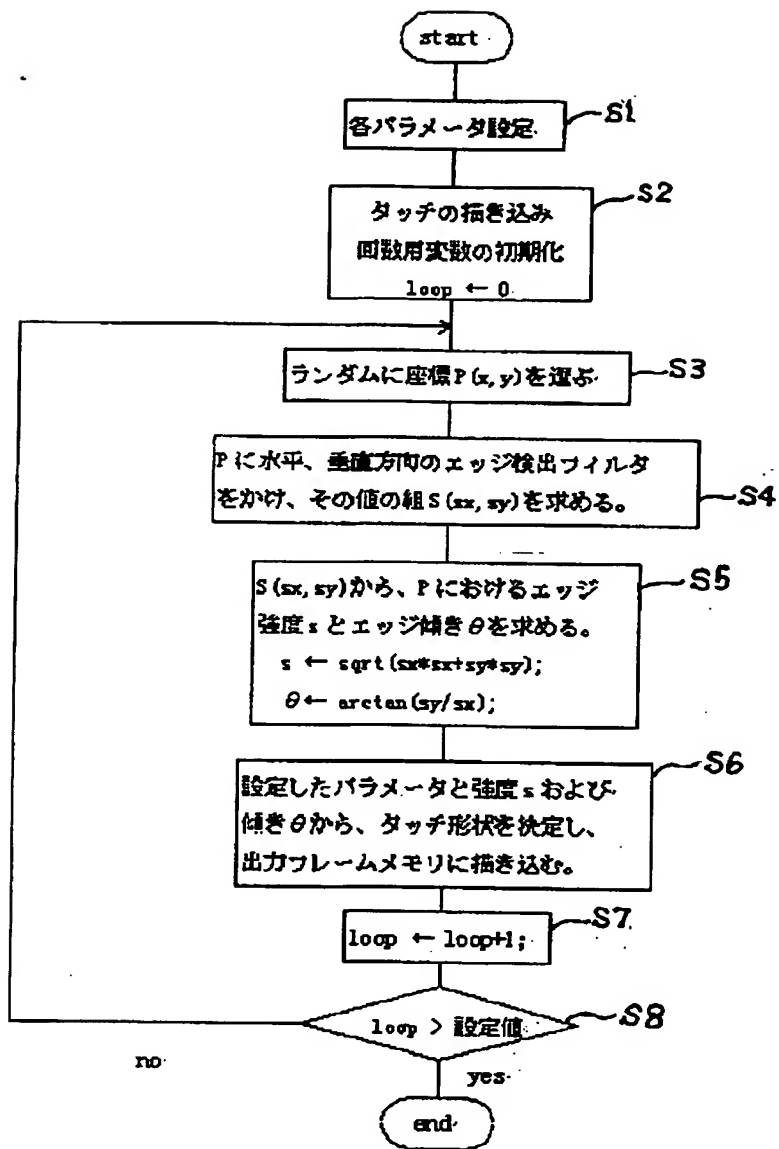 start
各パラメータ設定
S1
タッチの描き込み
回数用変数の初期化
loop ← 0
S2
ランダムに座標P(x,y)を選ぶ
S3
Pに水平、垂直方向のエッジ検出フィルタ
をかけ、その値の組S(sx,sy)を求める。
S4
S(sx,sy)から、Pにおけるエッジ
強度sとエッジ傾きθを求める。
s ← sqrt(sx*sx+sy*sy);
θ← arctan(sy/sx);
S5
設定したパラメータと強度sおよび
傾きθから、タッチ形状を決定し、
出力フレームメモリに描き込む。
S6
loop ← loop+1;
S7
loop > 設定値
S8
no
yes
end